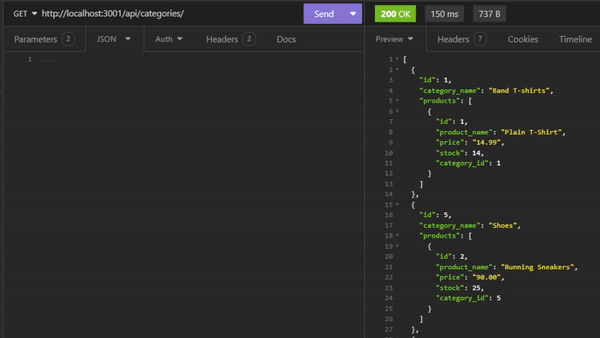 GET http://localhost:3001/api/categories/ Send 200 OK 150 ms 737 B
Parameters 2 JSON Auth Headers 2 Docs Preview Headers 7 Cookies Timeline
1 ...
1 [
2 {
3 "id": 1,
4 "category_name": "Band T-shirts",
5 "products": [
6 {
7 "id": 1,
8 "product_name": "Plain T-Shirt",
9 "price": "14.99",
10 "stock": 14,
11 "category_id": 1
12 }
13 ]
14 },
15 {
16 "id": 5,
17 "category_name": "Shoes",
18 "products": [
19 {
20 "id": 2,
21 "product_name": "Running Sneakers",
22 "price": "90.00",
23 "stock": 25,
24 "category_id": 5
25 }
26 ]
27 },